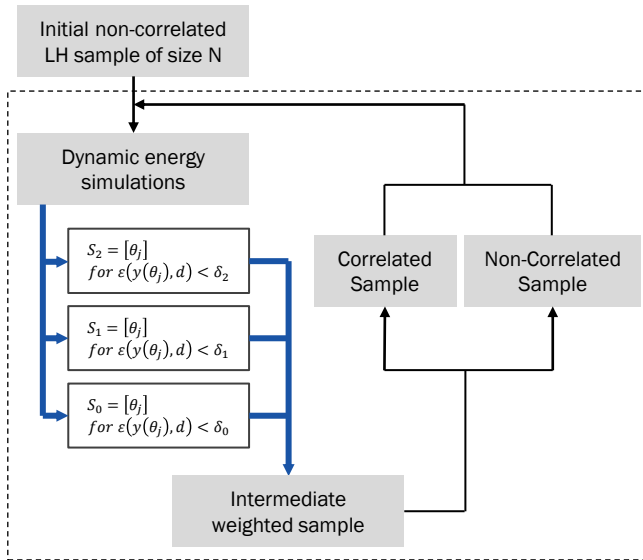 Initial non-correlated
LH sample of size N
Dynamic energy
simulations
S₂ = [θⱼ]
for ε(y(θⱼ), d) < δ₂
S₁ = [θⱼ]
for ε(y(θⱼ), d) < δ₁
S₀ = [θⱼ]
for ε(y(θⱼ), d) < δ₀
Correlated
Sample
Non-Correlated
Sample
Intermediate
weighted sample